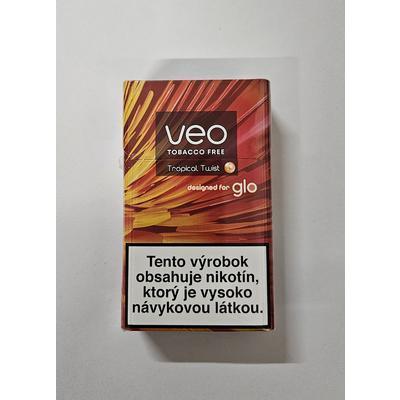 veo
TOBACCO FREE
Tropical Twist
designed for glo
Tento výrobok
obsahuje nikotín,
ktorý je vysoko
návykovou látkou.